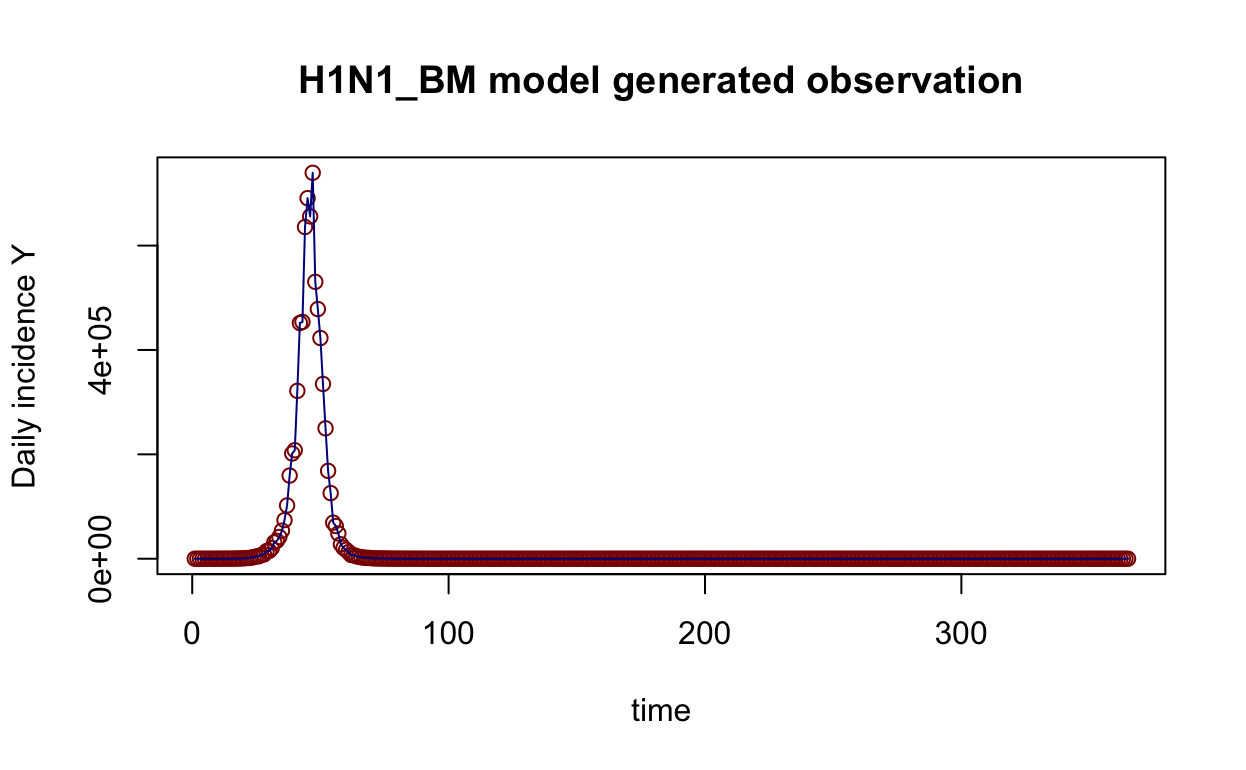 H1N1_BM model generated observation
Daily incidence Y
4e+05
0e+00
0 100 200 300
time